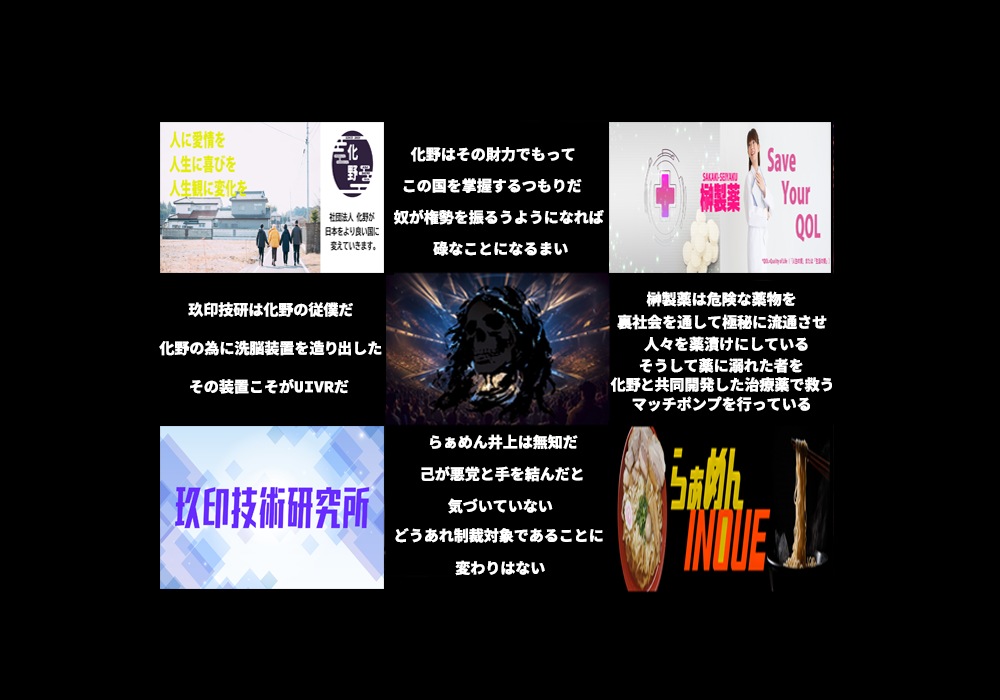 人に愛情を
人生に喜びを
人生観に変化を
化野
社団法人 化野が
日本をより良い国に
変えていきます。
化野はその財力でもって
この国を掌握するつもりだ
奴が権勢を振るうようになれば
碌なことになるまい
SAKAKI-SEIYAKU
榊製薬
Save
Your
QOL
玖印技研は化野の従僕だ
化野の為に洗脳装置を造り出した
その装置こそがUIVRだ
榊製薬は危険な薬物を
裏社会を通して極秘に流通させ
人々を薬漬けにしている
そうして薬に溺れた者を
化野と共同開発した治療薬で救う
マッチポンプを行っている
玖印技術研究所
らぁめん井上は無知だ
己が悪党と手を結んだと
気づいていない
どうあれ制裁対象であることに
変わりはない
らぁめん
INOUE